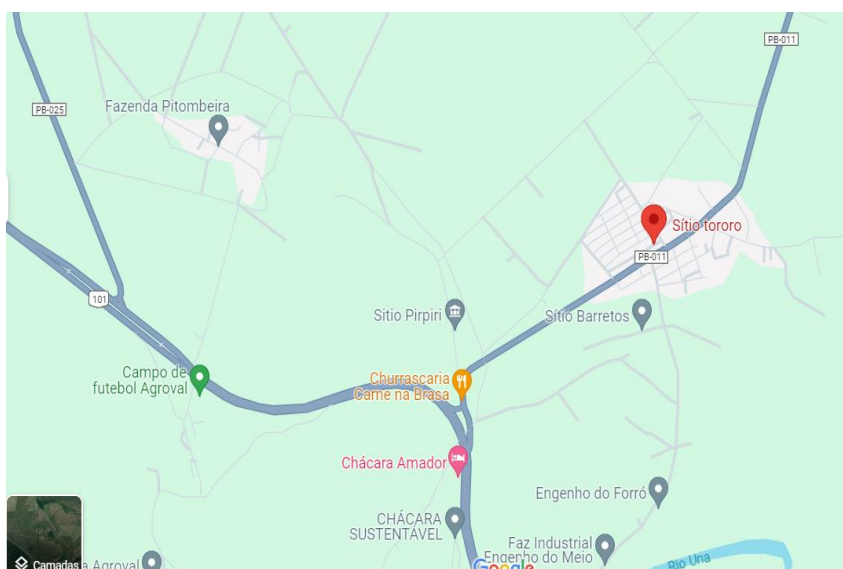 PB-011
PB-025
Fazenda Pitombeira
Sítio tororo
PB-011
101
Sitio Pirpiri
Sítio Barretos
Campo de
futebol Agroval
Churrascaria
Carne na Brasa
Chácara Amador
Engenho do Forró
CHÁCARA
SUSTENTÁVEL
Faz Industrial
Engenho do Meio
Rio Una
Camadas
a Agroval
Google